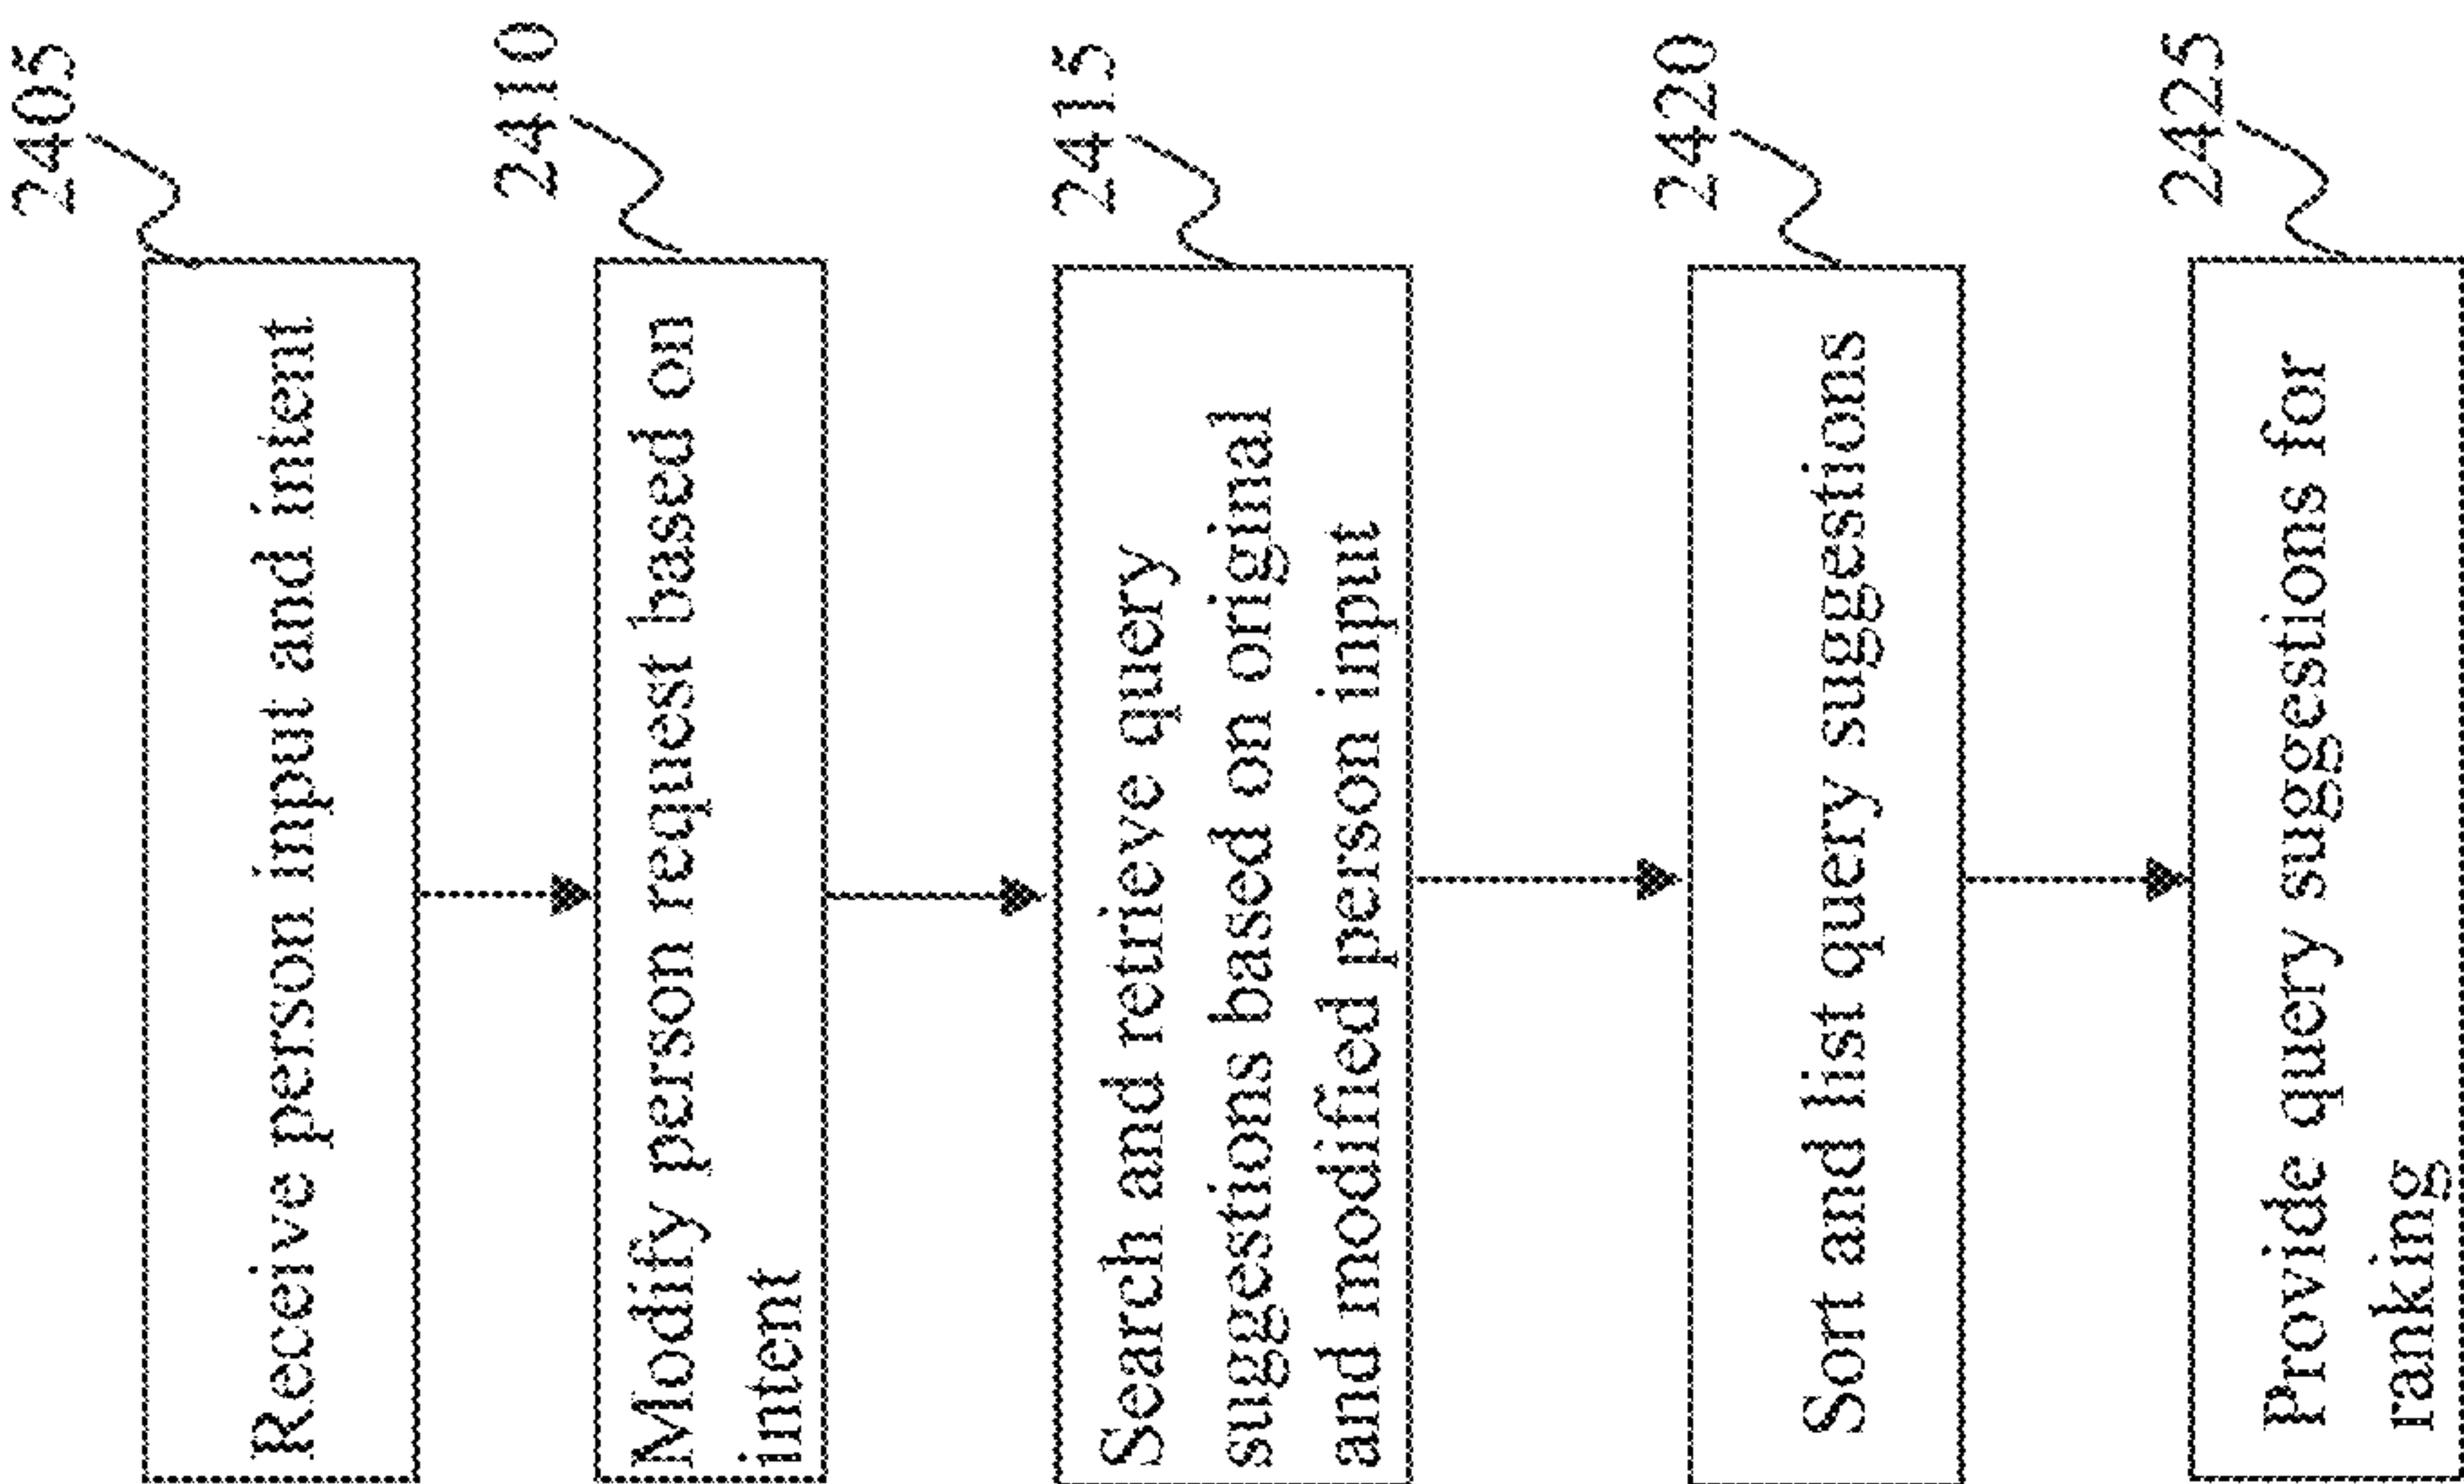 2405
Receive person input and intent
2410
Modify person request based on
intent
2415
Search and retrieve query
suggestions based on original
and modified person input
2420
Sort and list query suggestions
2425
Provide query suggestions for
ranking